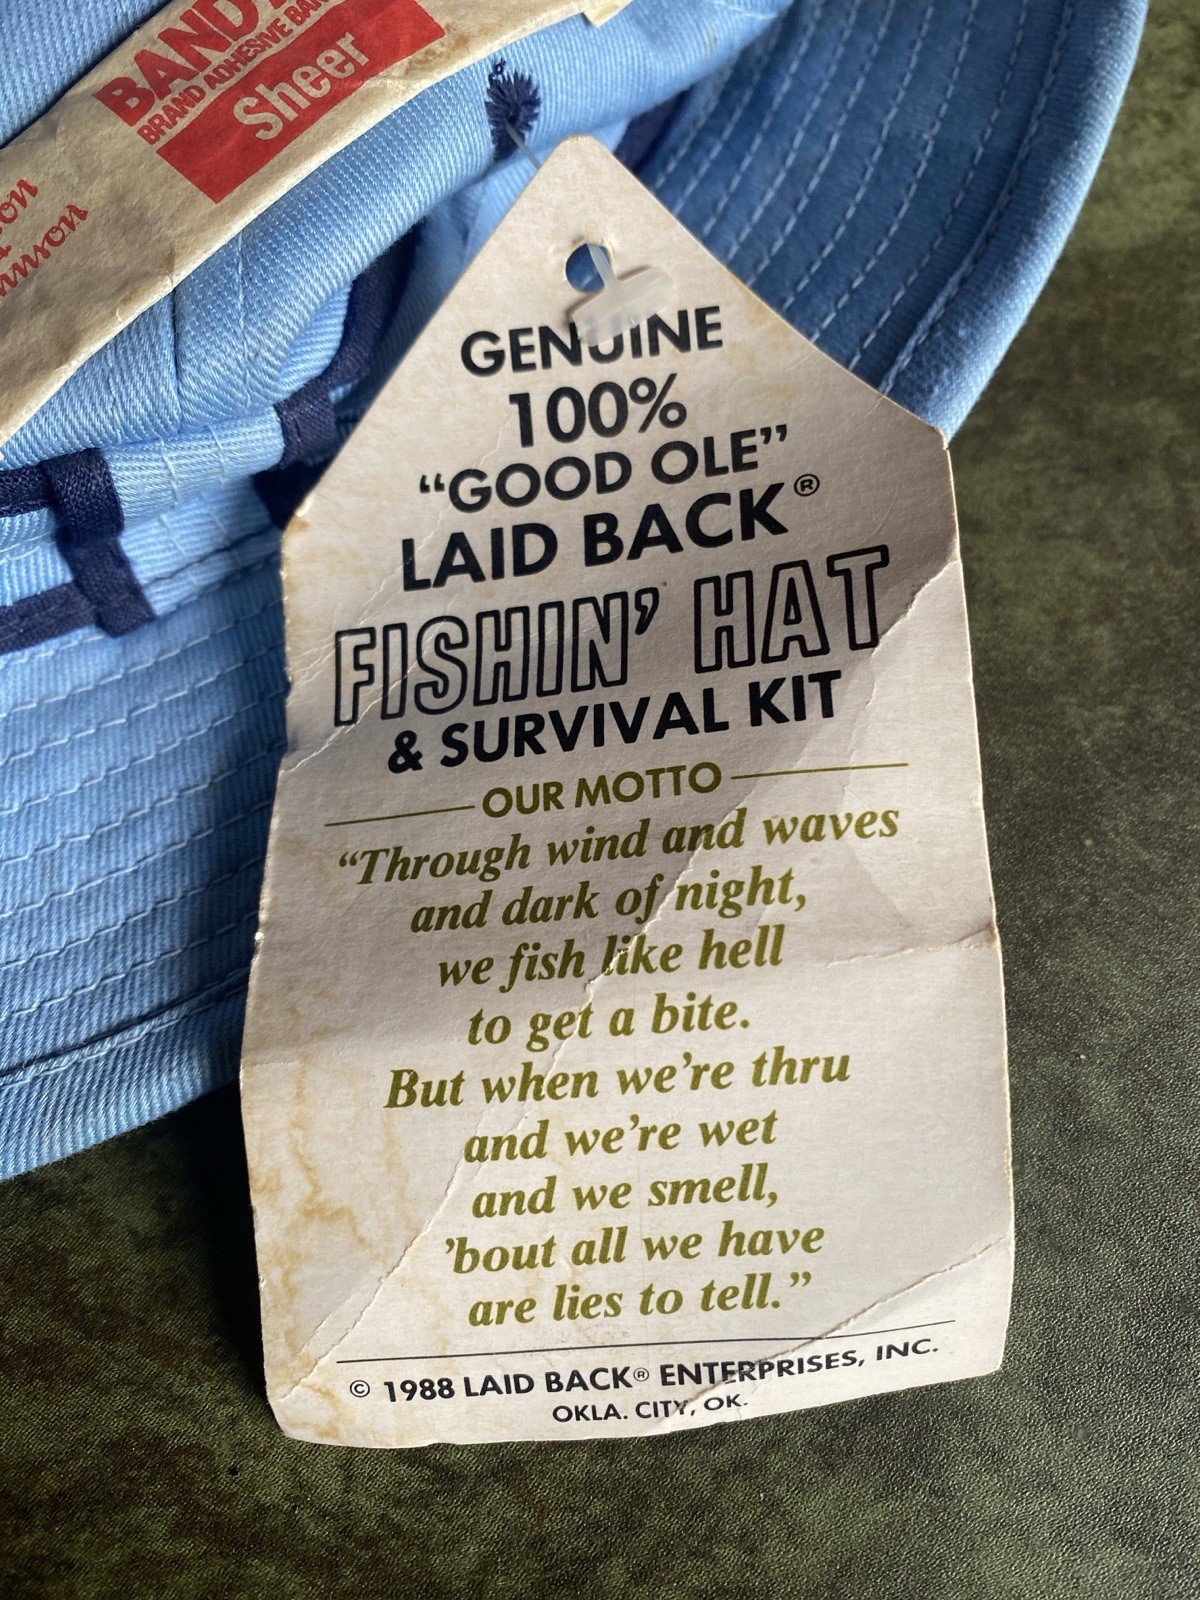 BAND
BRAND ADHESIVE BAN
Sheer
GENUINE
100%
“GOOD OLE”
LAID BACK®
FISHIN’ HAT
& SURVIVAL KIT
OUR MOTTO
“Through wind and waves
and dark of night,
we fish like hell
to get a bite.
But when we’re thru
and we’re wet
and we smell,
’bout all we have
are lies to tell.”
© 1988 LAID BACK® ENTERPRISES, INC.
OKLA. CITY, OK.